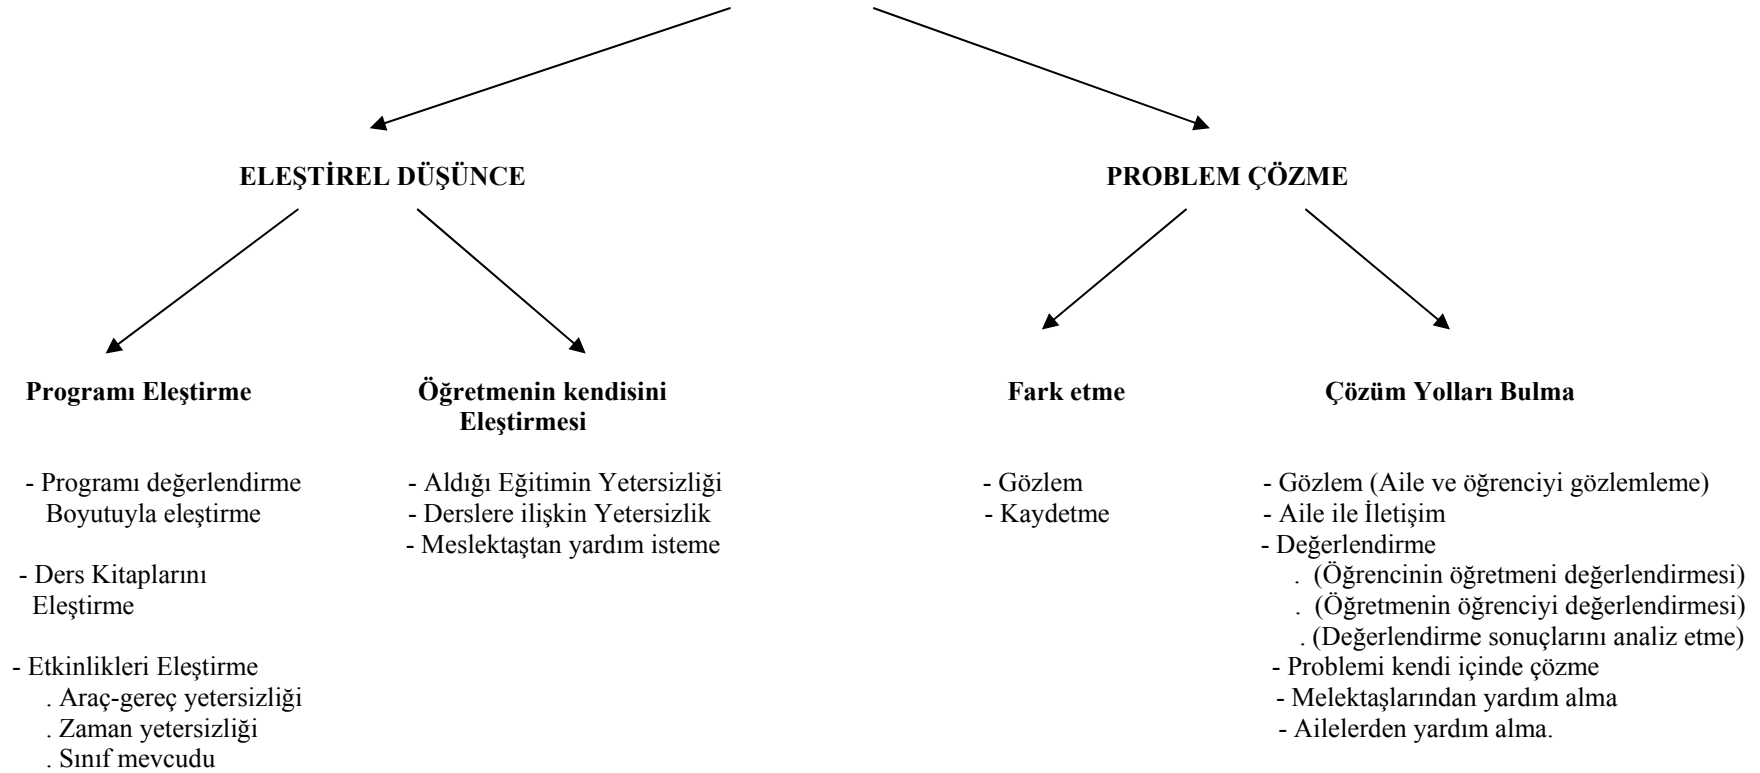 ELEŞTİREL DÜŞÜNCE
PROBLEM ÇÖZME
Programı Eleştirme
- Programı değerlendirme
Boyutuyla eleştirme
- Ders Kitaplarını
Eleştirme
- Etkinlikleri Eleştirme
. Araç-gereç yetersizliği
. Zaman yetersizliği
. Sınıf mevcudu
Öğretmenin kendisini
Eleştirmesi
- Aldığı Eğitimin Yetersizliği
- Derslere ilişkin Yetersizlik
- Meslektaştan yardım isteme
Fark etme
- Gözlem
- Kaydetme
Çözüm Yolları Bulma
- Gözlem (Aile ve öğrenciyi gözlemleme)
- Aile ile İletişim
- Değerlendirme
. (Öğrencinin öğretmeni değerlendirmesi)
. (Öğretmenin öğrenciyi değerlendirmesi)
. (Değerlendirme sonuçlarını analiz etme)
- Problemi kendi içinde çözme
- Melektaşlarından yardım alma
- Ailelerden yardım alma.